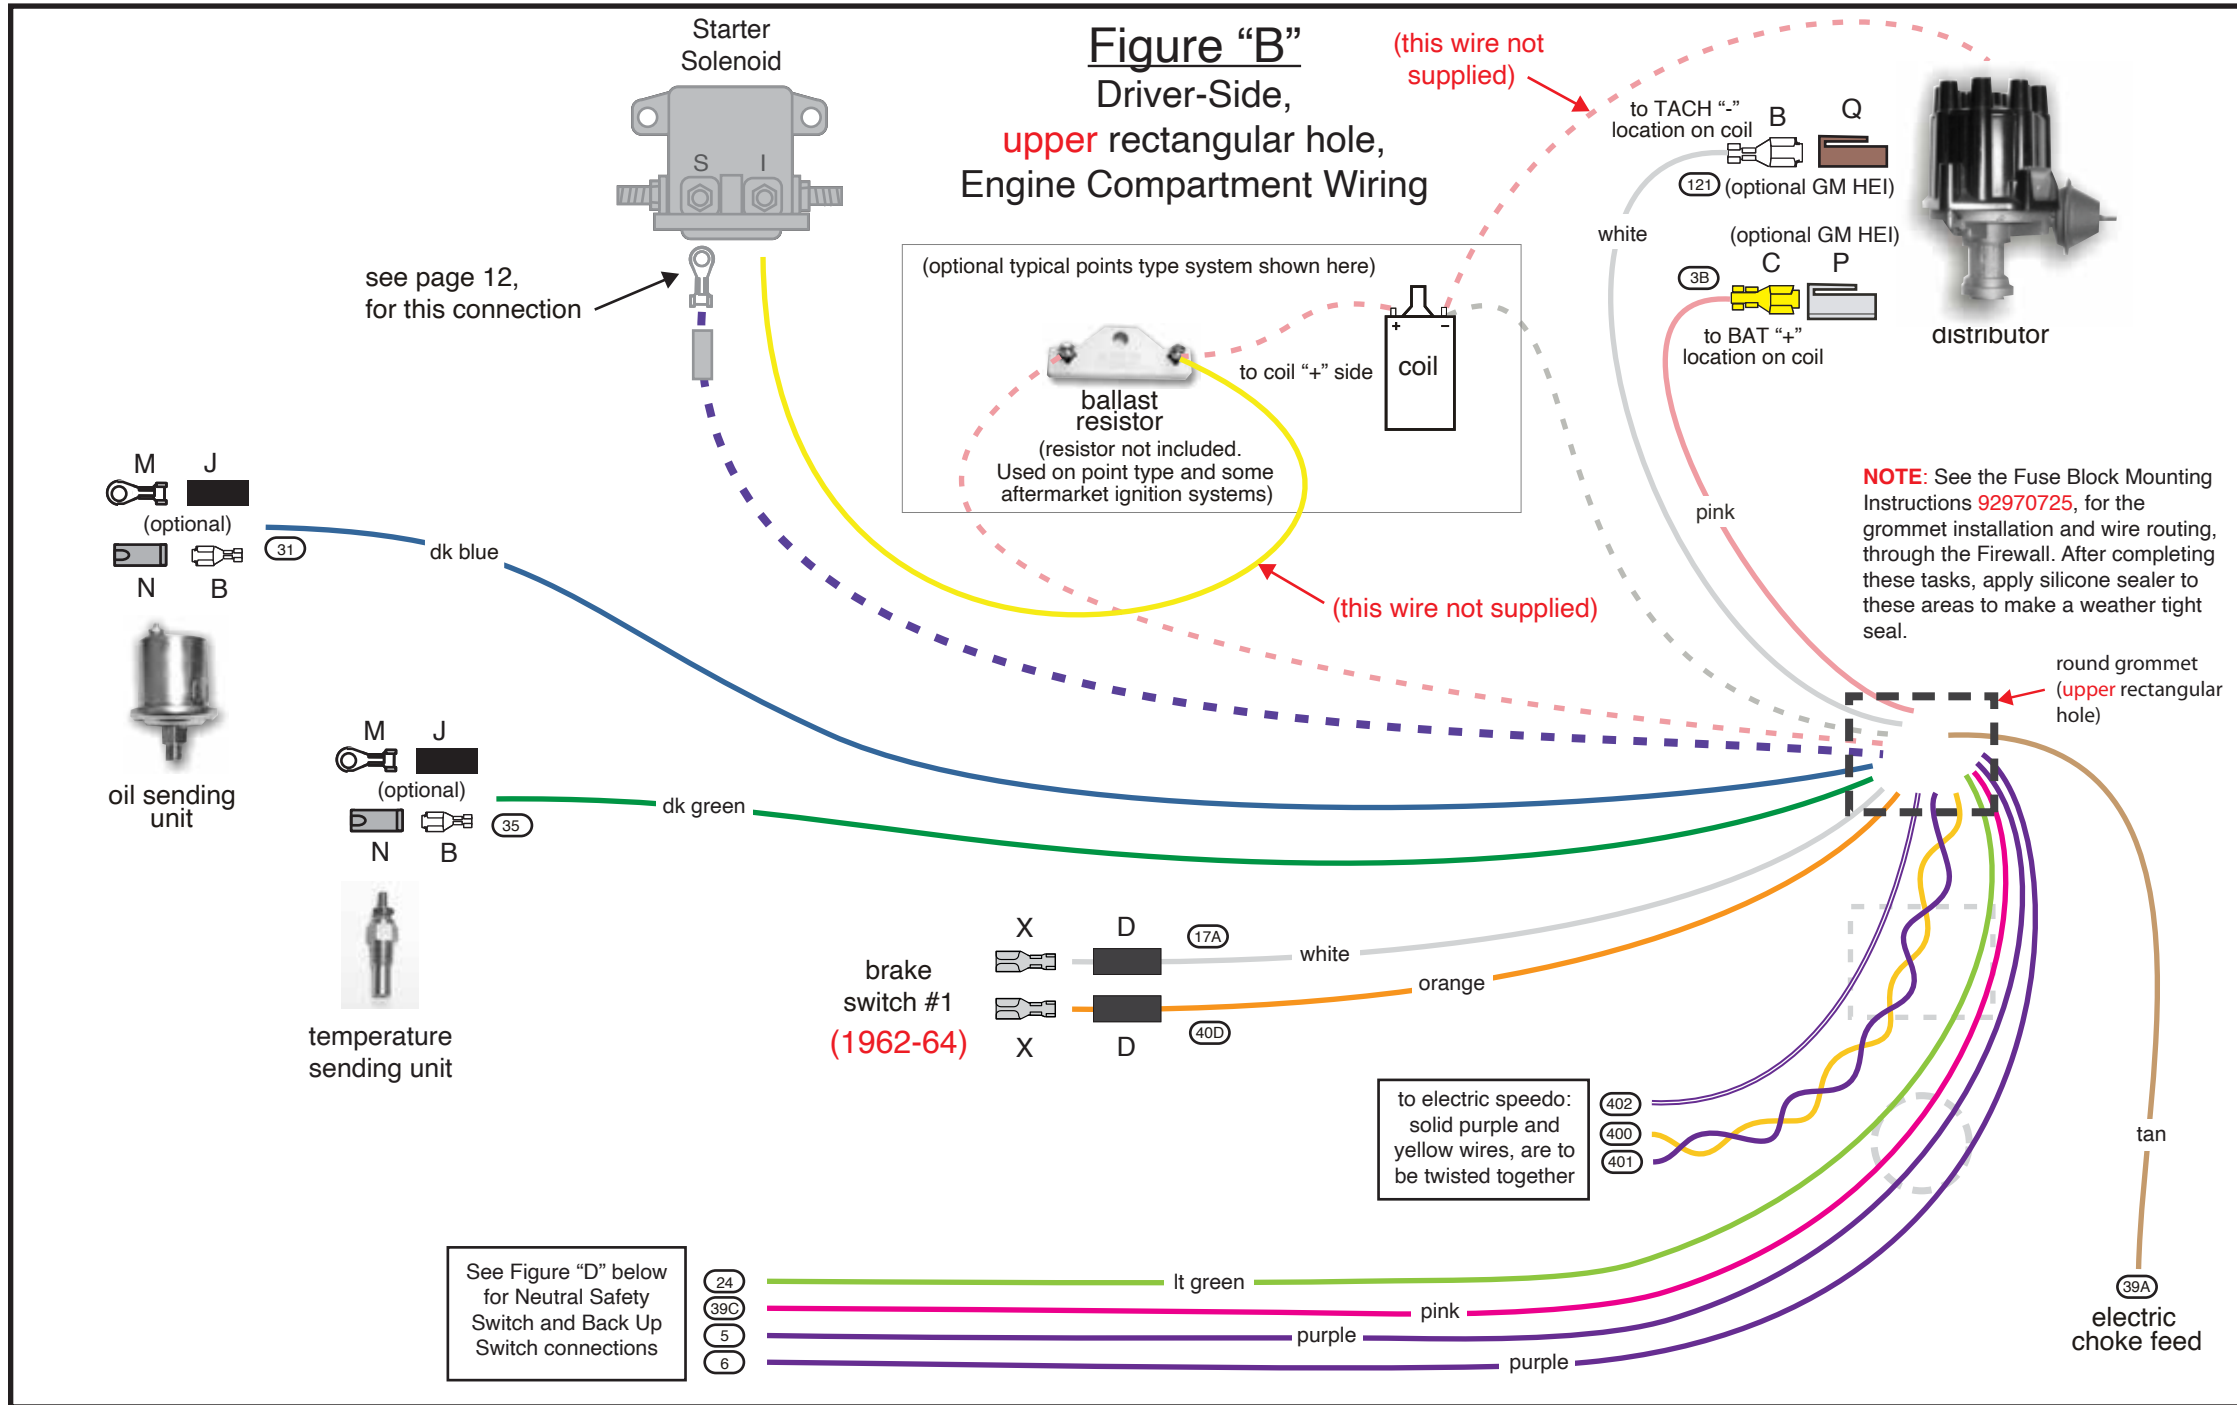 Starter
Solenoid
S I
Figure “B”
Driver-Side,
upper rectangular hole,
Engine Compartment Wiring
(this wire not
supplied)
to TACH “-”
location on coil
B Q
121 (optional GM HEI)
white
(optional GM HEI)
3B C P
to BAT “+”
location on coil
distributor
pink
see page 12,
for this connection
(optional typical points type system shown here)
+ -
coil
to coil “+” side
ballast
resistor
(resistor not included.
Used on point type and some
aftermarket ignition systems)
(this wire not supplied)
M J
(optional)
31
N B
dk blue
oil sending
unit
NOTE: See the Fuse Block Mounting
Instructions 92970725, for the
grommet installation and wire routing,
through the Firewall. After completing
these tasks, apply silicone sealer to
these areas to make a weather tight
seal.
round grommet
(upper rectangular
hole)
M J
(optional)
35
N B
dk green
temperature
sending unit
brake
switch #1
(1962-64)
X D 17A
white
orange
X D 40D
to electric speedo:
solid purple and
yellow wires, are to
be twisted together
402
400
401
tan
39A
electric
choke feed
See Figure “D” below
for Neutral Safety
Switch and Back Up
Switch connections
24 lt green
39C pink
5 purple
6 purple